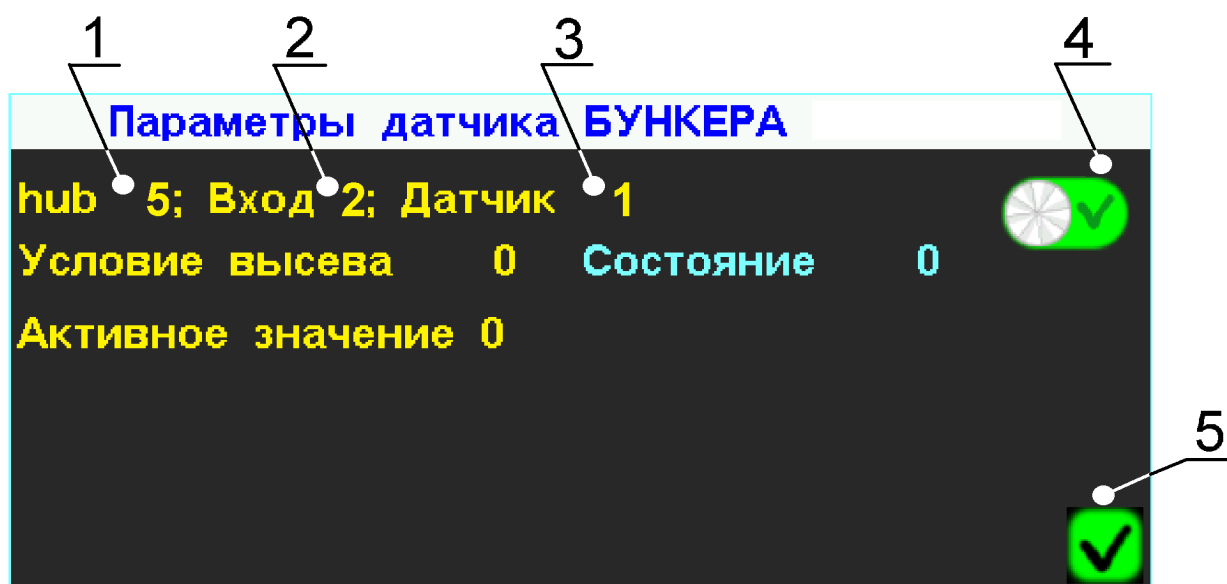 1 2 3 4
Параметры датчика БУНКЕРА
hub 5; Вход 2; Датчик 1
Условие высева 0 Состояние 0
Активное значение 0
5